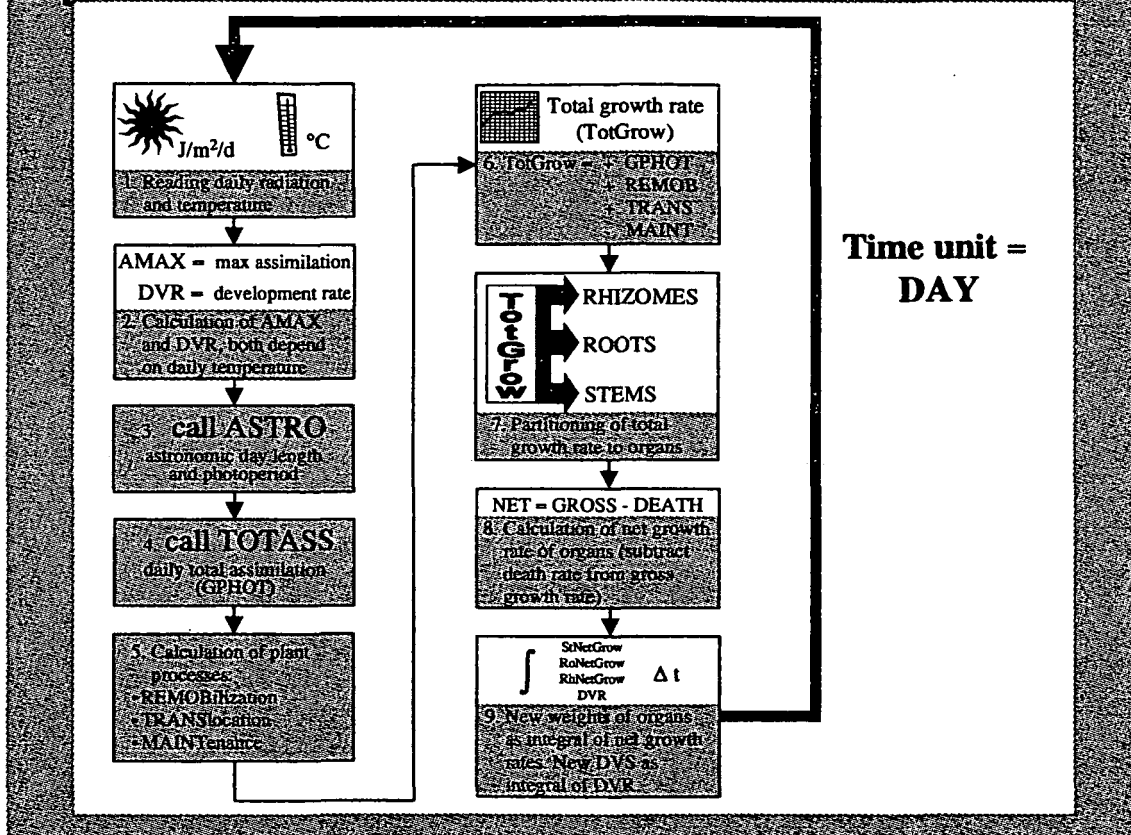 J/m²/d
°C
1. Reading daily radiation
and temperature
AMAX = max assimilation
DVR = development rate
2. Calculation of AMAX
and DVR, both depend
on daily temperature
3. call ASTRO
astronomic day length
and photoperiod
4. call TOTASS
daily total assimilation
(GPHOT)
5. Calculation of plant
processes:
•REMOBilization
•TRANSlocation
•MAINTenance
Total growth rate
(TotGrow)
6. TotGrow = + GPHOT
+ REMOB
+ TRANS
MAINT
TotGrow
RHIZOMES
ROOTS
STEMS
7. Partitioning of total
growth rate to organs
NET = GROSS - DEATH
8. Calculation of net growth
rate of organs (subtract
death rate from gross
growth rate)
∫
StNetGrow
RoNetGrow
RhNetGrow
DVR
Δ t
9. New weights of organs
as integral of net growth
rates. New DVS as
integral of DVR
Time unit =
DAY